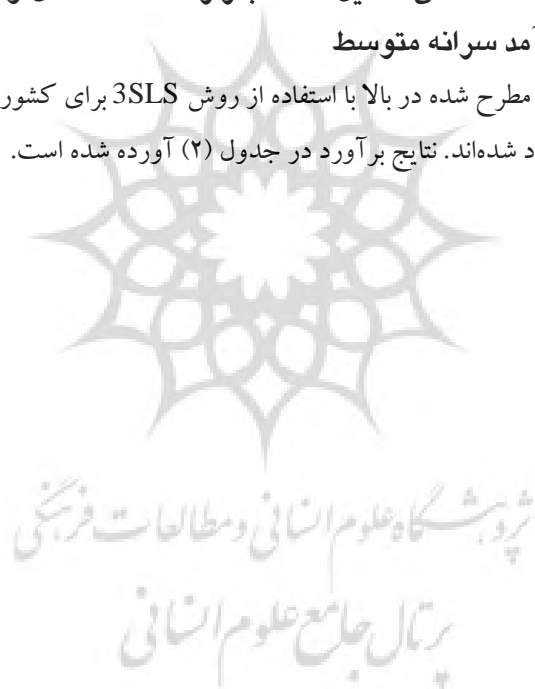 آمد سرانه متوسط
مطرح شده در بالا با استفاده از روش 3SLS برای کشور
د شده‌اند. نتایج برآورد در جدول (۲) آورده شده است.
پژوهشگاه علوم انسانی و مطالعات فرهنگی
پرتال جامع علوم انسانی